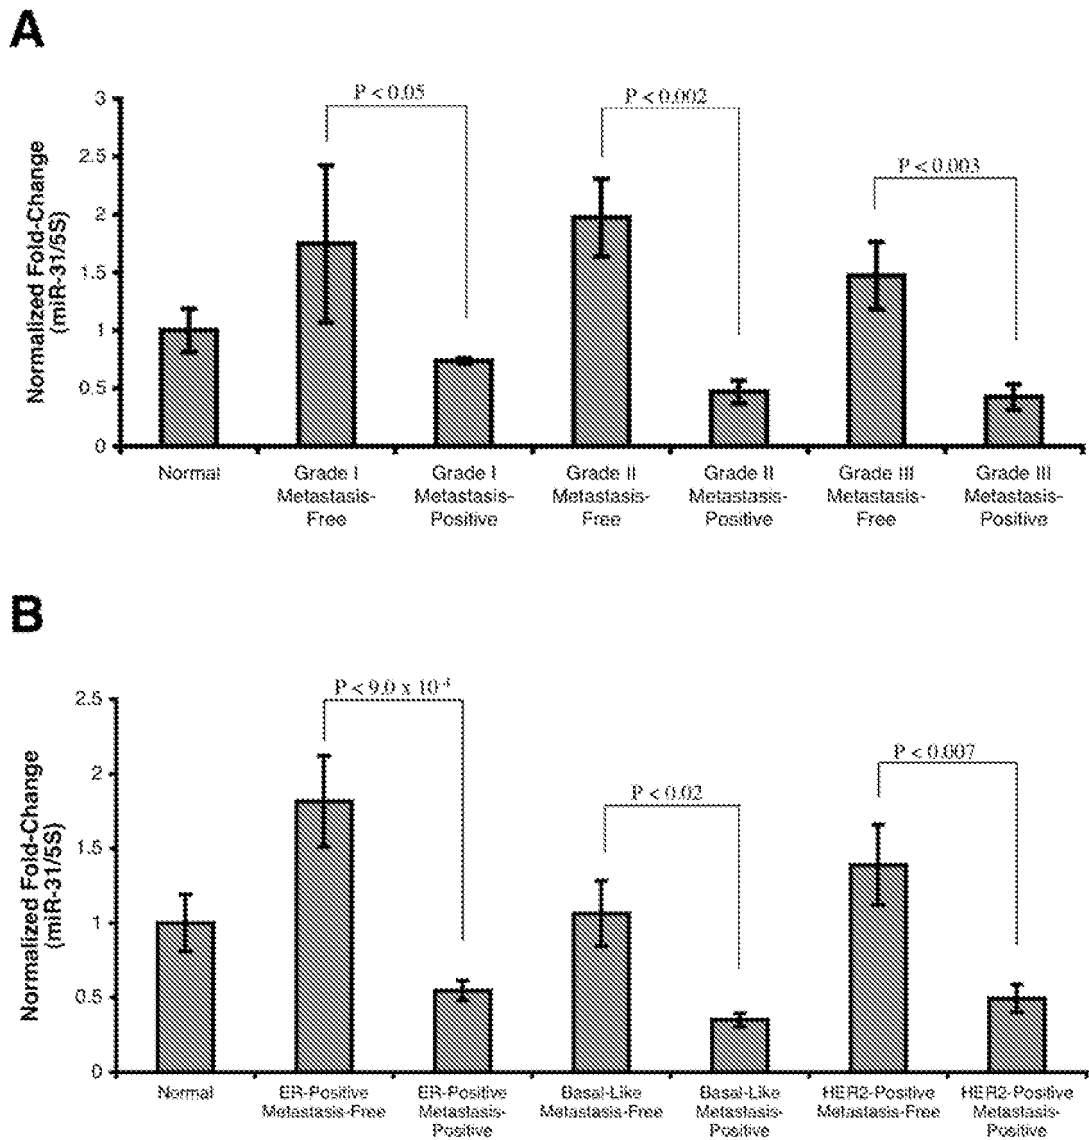 A
P < 0.05
P < 0.002
P < 0.003
Normalized Fold-Change
(miR-31/5S)
3
2.5
2
1.5
1
0.5
0
Normal
Grade I
Metastasis-
Free
Grade I
Metastasis-
Positive
Grade II
Metastasis-
Free
Grade II
Metastasis-
Positive
Grade III
Metastasis-
Free
Grade III
Metastasis-
Positive
B
P < 9.0 x 10
P < 0.02
P < 0.007
Normalized Fold-Change
(miR-31/5S)
2.5
2
1.5
1
0.5
0
Normal
ER-Positive
Metastasis-Free
ER-Positive
Metastasis-
Positive
Basal-Like
Metastasis-Free
Basal-Like
Metastasis-
Positive
HER2-Positive
Metastasis-Free
HER2-Positive
Metastasis-
Positive